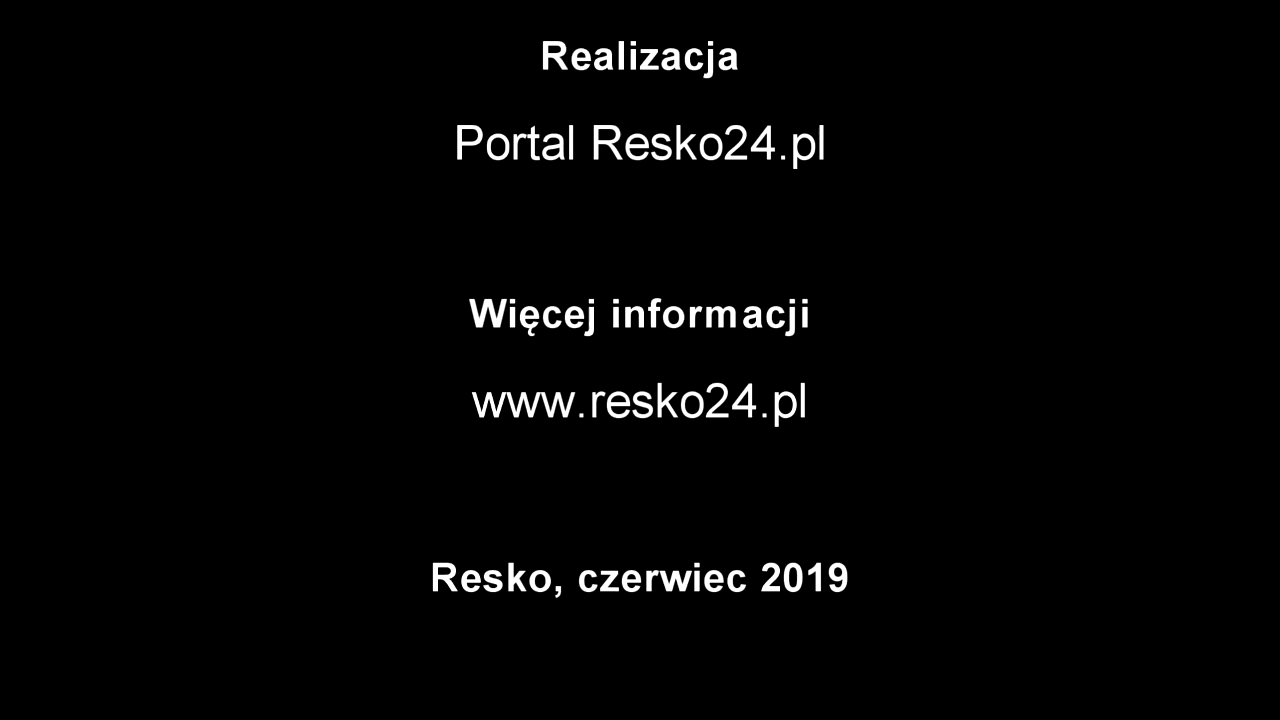 Realizacja
Portal Resko24.pl
Więcej informacji
www.resko24.pl
Resko, czerwiec 2019